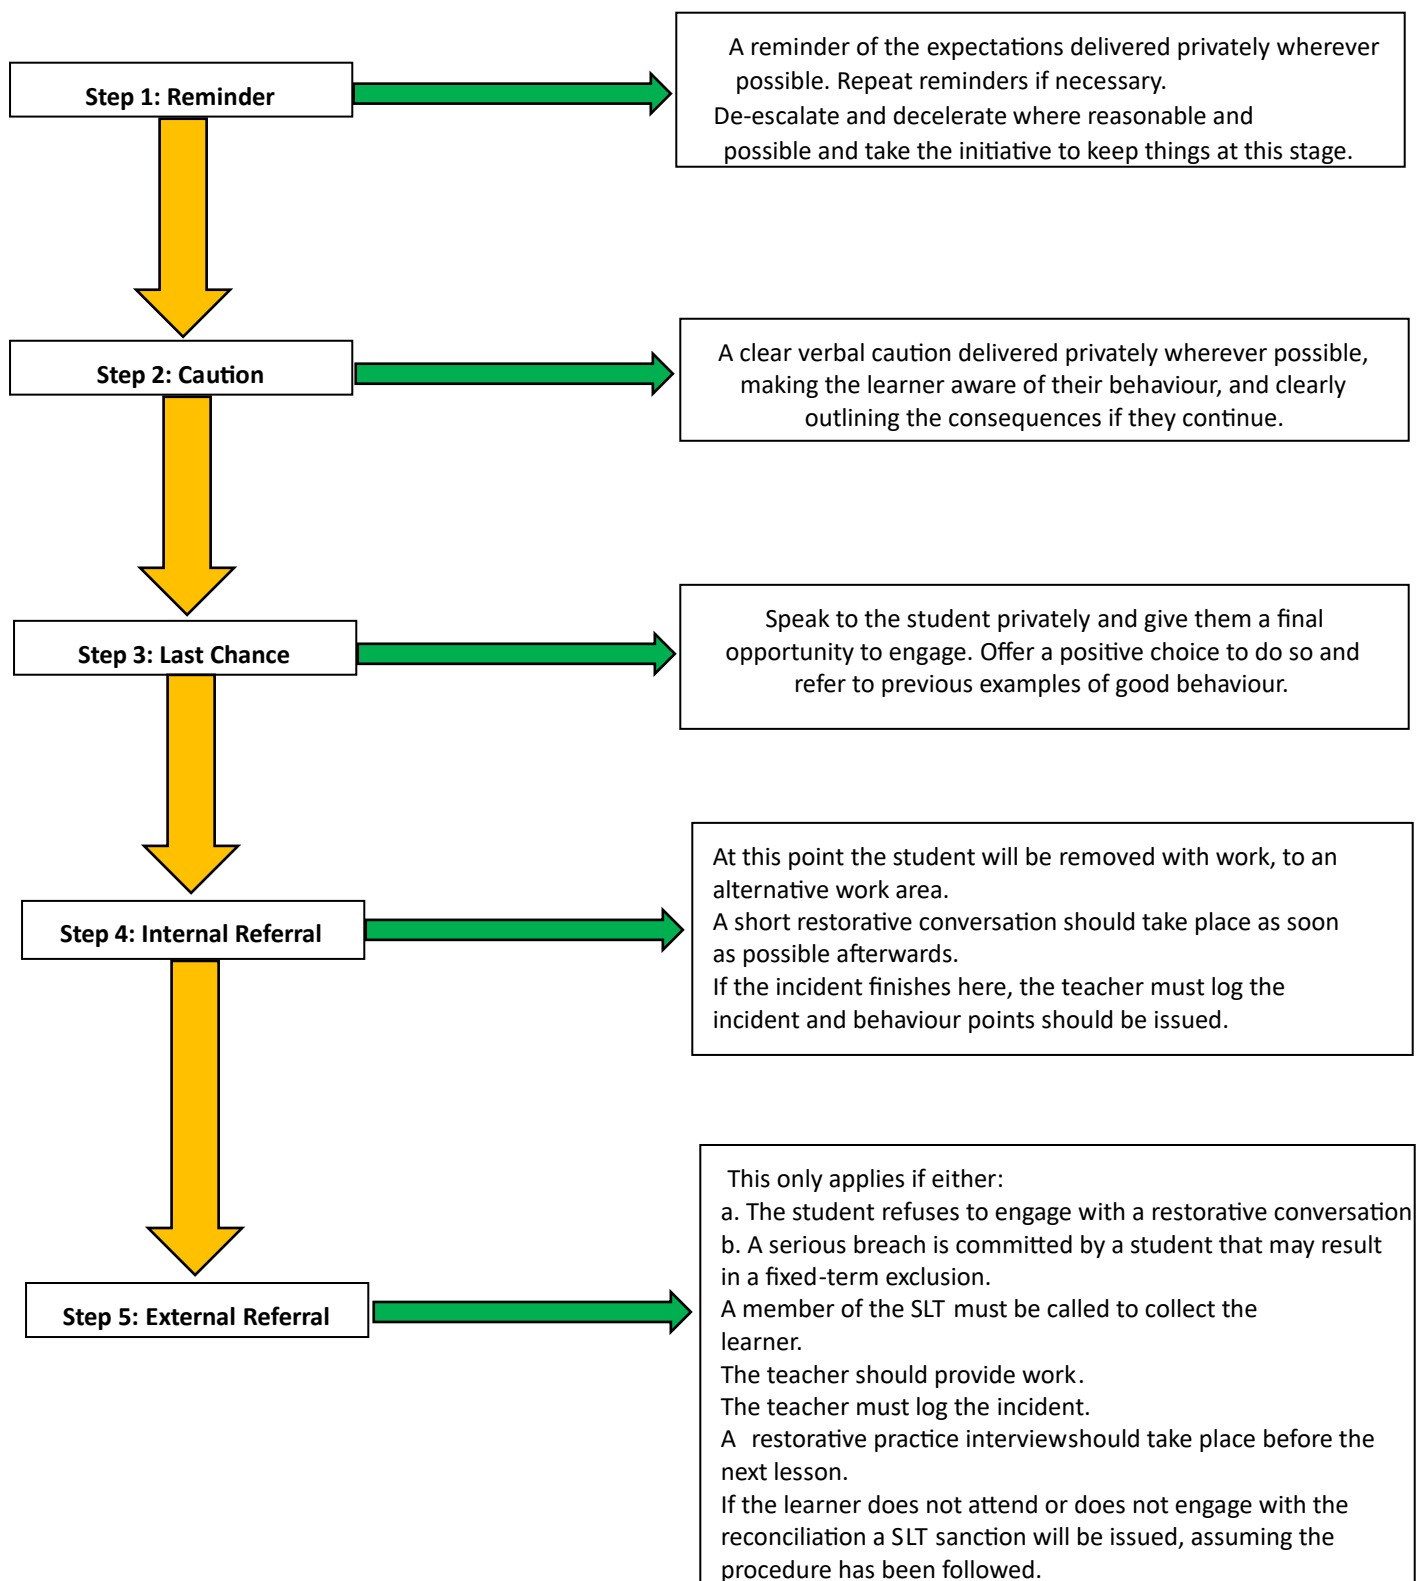 Step 1: Reminder
A reminder of the expectations delivered privately wherever
possible. Repeat reminders if necessary.
De-escalate and decelerate where reasonable and
possible and take the initiative to keep things at this stage.
Step 2: Caution
A clear verbal caution delivered privately wherever possible,
making the learner aware of their behaviour, and clearly
outlining the consequences if they continue.
Step 3: Last Chance
Speak to the student privately and give them a final
opportunity to engage. Offer a positive choice to do so and
refer to previous examples of good behaviour.
Step 4: Internal Referral
At this point the student will be removed with work, to an
alternative work area.
A short restorative conversation should take place as soon
as possible afterwards.
If the incident finishes here, the teacher must log the
incident and behaviour points should be issued.
Step 5: External Referral
This only applies if either:
a. The student refuses to engage with a restorative conversation
b. A serious breach is committed by a student that may result
in a fixed-term exclusion.
A member of the SLT must be called to collect the
learner.
The teacher should provide work.
The teacher must log the incident.
A restorative practice interviewshould take place before the
next lesson.
If the learner does not attend or does not engage with the
reconciliation a SLT sanction will be issued, assuming the
procedure has been followed.